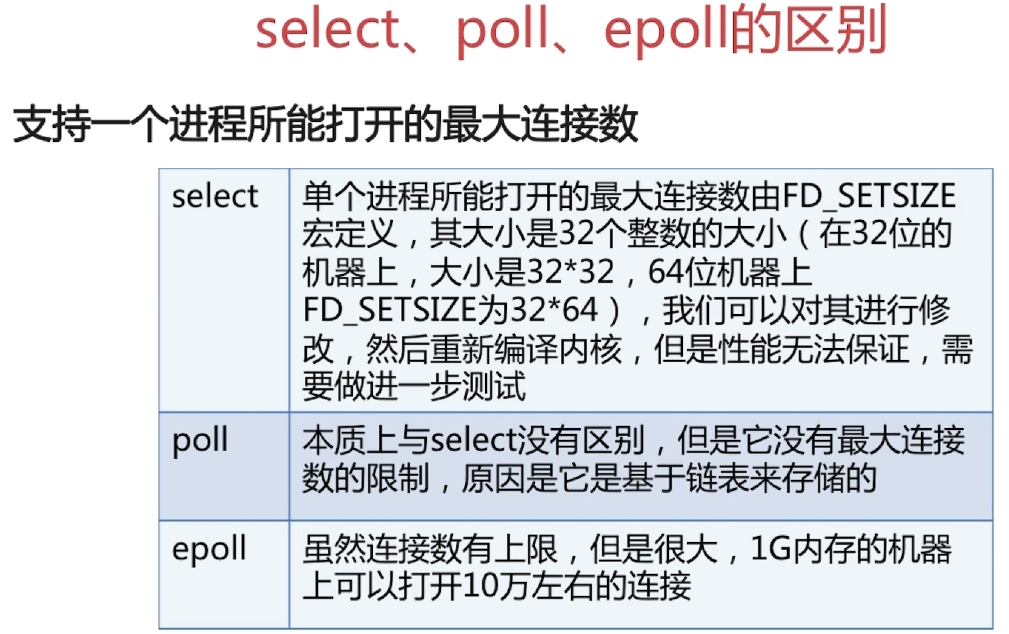 select、poll、epoll的区别
支持一个进程所能打开的最大连接数
select
单个进程所能打开的最大连接数由FD_SETSIZE
宏定义，其大小是32个整数的大小（在32位的
机器上，大小是32*32，64位机器上
FD_SETSIZE为32*64），我们可以对其进行修
改，然后重新编译内核，但是性能无法保证，需
要做进一步测试
poll
本质上与select没有区别，但是它没有最大连接
数的限制，原因是它是基于链表来存储的
epoll
虽然连接数有上限，但是很大，1G内存的机器
上可以打开10万左右的连接